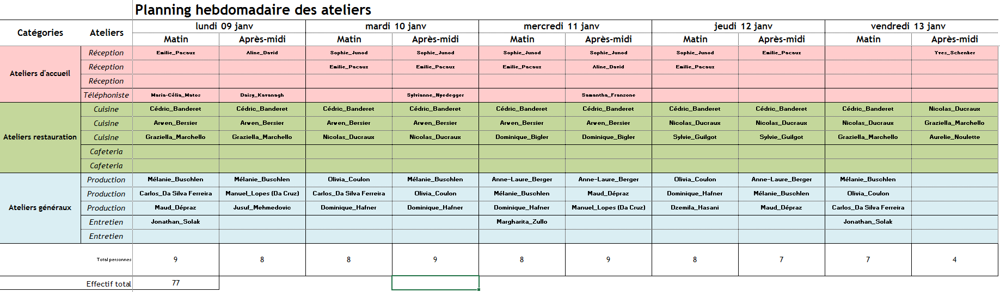 Planning hebdomadaire des ateliers
Catégories Ateliers lundi 09 janv mardi 10 janv mercredi 11 janv jeudi 12 janv vendredi 13 janv
Matin Après-midi Matin Après-midi Matin Après-midi Matin Après-midi Matin Après-midi
Ateliers d'accueil
Réception Emilie_Pacaux Aline_David Sophie_Junod Sophie_Junod Sophie_Junod Sophie_Junod Sophie_Junod Emilie_Pacaux Yves_Schenker
Réception Emilie_Pacaux Emilie_Pacaux Emilie_Pacaux Aline_David Emilie_Pacaux
Réception
Téléphoniste Maria-Célia_Matos Daisy_Kavanagh Sylvianne_Nyedegger Samantha_Franzone
Ateliers restauration
Cuisine Cédric_Banderet Cédric_Banderet Cédric_Banderet Cédric_Banderet Cédric_Banderet Cédric_Banderet Cédric_Banderet Cédric_Banderet Cédric_Banderet Nicolas_Ducraux
Cuisine Arwen_Bersier Arwen_Bersier Arwen_Bersier Arwen_Bersier Arwen_Bersier Arwen_Bersier Nicolas_Ducraux Nicolas_Ducraux Nicolas_Ducraux Graziella_Marchello
Cuisine Graziella_Marchello Graziella_Marchello Nicolas_Ducraux Nicolas_Ducraux Dominique_Bigler Dominique_Bigler Sylvie_Guilgot Sylvie_Guilgot Graziella_Marchello Aurelie_Noulette
Cafeteria
Cafeteria
Ateliers généraux
Production Mélanie_Buschlen Mélanie_Buschlen Olivia_Coulon Mélanie_Buschlen Anne-Laure_Berger Anne-Laure_Berger Olivia_Coulon Anne-Laure_Berger Mélanie_Buschlen
Production Carlos_Da Silva Ferreira Manuel_Lopes (Da Cruz) Carlos_Da Silva Ferreira Olivia_Coulon Mélanie_Buschlen Maud_Dépraz Dominique_Hafner Mélanie_Buschlen Olivia_Coulon
Production Maud_Dépraz Jusuf_Mehmedovic Dominique_Hafner Dominique_Hafner Dominique_Hafner Manuel_Lopes (Da Cruz) Dzemila_Hasani Maud_Dépraz Carlos_Da Silva Ferreira
Entretien Jonathan_Solak Margharita_Zullo Jonathan_Solak
Entretien
Total personnes 9 8 8 9 8 9 8 7 7 4
Effectif total 77